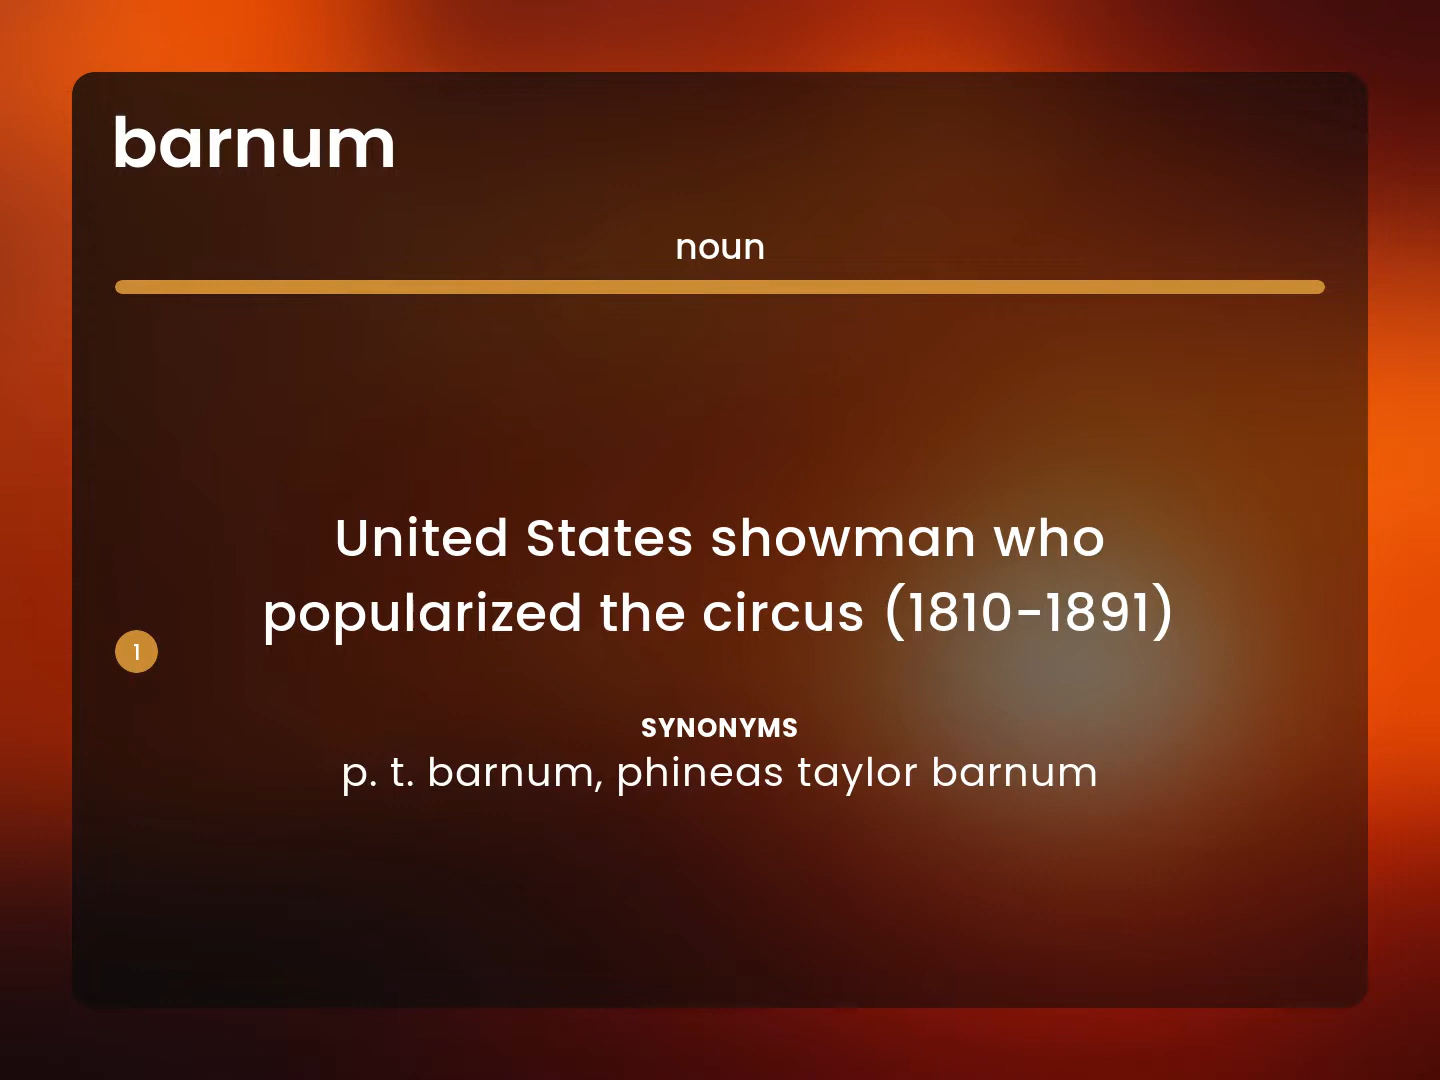 barnum
noun
United States showman who
popularized the circus (1810-1891)
1
SYNONYMS
p. t. barnum, phineas taylor barnum